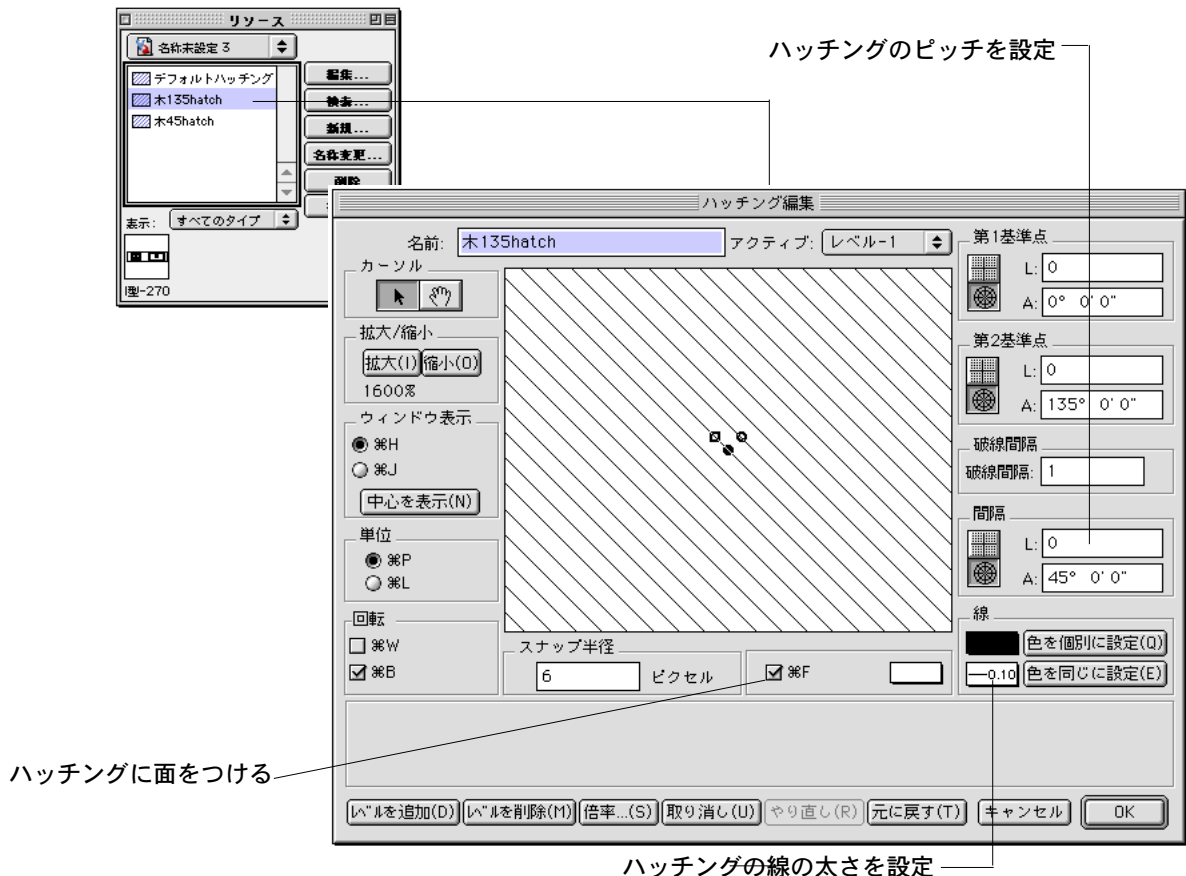 リソース
名称未設定 3
デフォルトハッチング
木135hatch
木45hatch
編集...
検索...
新規...
名称変更...
削除
表示:
すべてのタイプ
I型-270
ハッチングのピッチを設定
ハッチング編集
名前:
木135hatch
アクティブ:
レベル-1
カーソル
拡大/縮小
拡大(I)
縮小(O)
1600%
ウィンドウ表示
⌘H
⌘J
中心を表示(N)
単位
⌘P
⌘L
回転
⌘W
⌘B
スナップ半径
6
ピクセル
⌘F
第1基準点
L:
0
A:
0° 0' 0"
第2基準点
L:
0
A:
135° 0' 0"
破線間隔
破線間隔:
1
間隔
L:
0
A:
45° 0' 0"
線
色を個別に設定(Q)
0.10
色を同じに設定(E)
ハッチングに面をつける
レベルを追加(D)
レベルを削除(M)
倍率...(S)
取り消し(U)
やり直し(R)
元に戻す(T)
キャンセル
OK
ハッチングの線の太さを設定